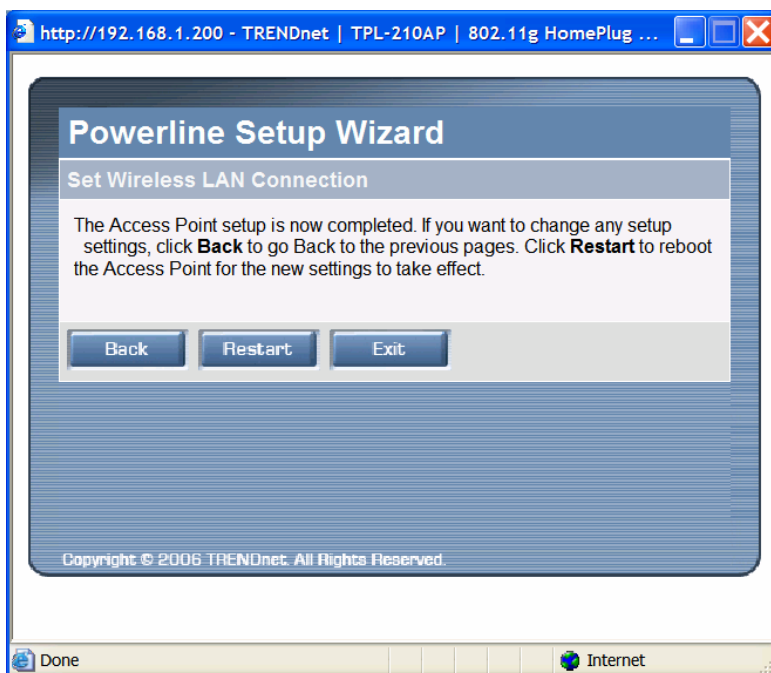 http://192.168.1.200 - TRENDnet | TPL-210AP | 802.11g HomePlug ...
Powerline Setup Wizard
Set Wireless LAN Connection
The Access Point setup is now completed. If you want to change any setup
settings, click Back to go Back to the previous pages. Click Restart to reboot
the Access Point for the new settings to take effect.
Back Restart Exit
Copyright © 2006 TRENDnet. All Rights Reserved.
Done Internet